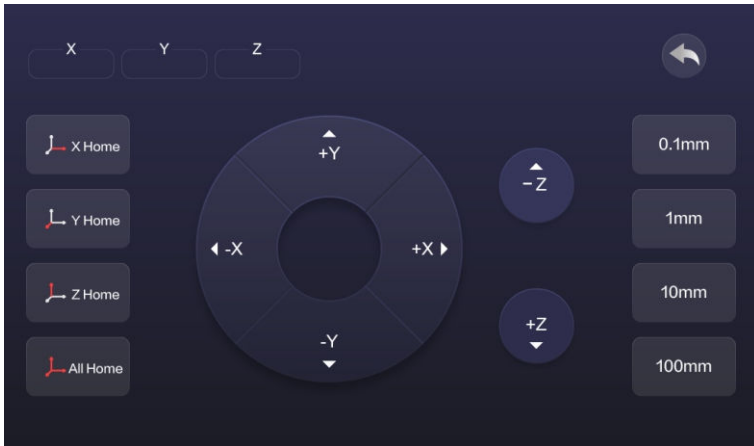 X Y Z
X Home
Y Home
Z Home
All Home
+Y
-X
+X
-Y
−Z
+Z
0.1mm
1mm
10mm
100mm